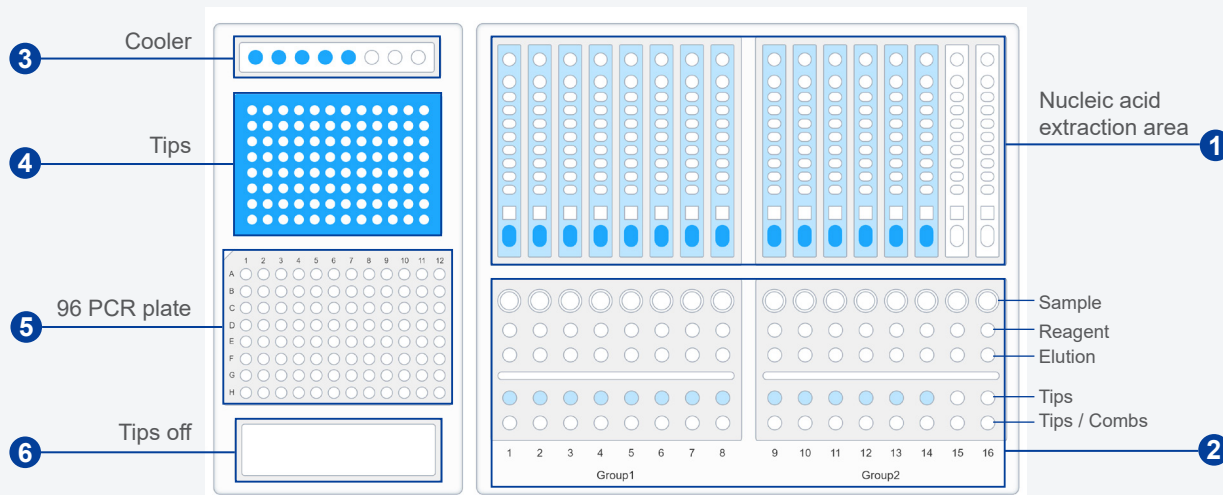 3
Cooler
4
Tips
5
96 PCR plate
1 2 3 4 5 6 7 8 9 10 11 12
A
B
C
D
E
F
G
H
6
Tips off
Nucleic acid
extraction area
1
Sample
Reagent
Elution
Tips
Tips / Combs
2
1 2 3 4 5 6 7 8 9 10 11 12 13 14 15 16
Group1 Group2